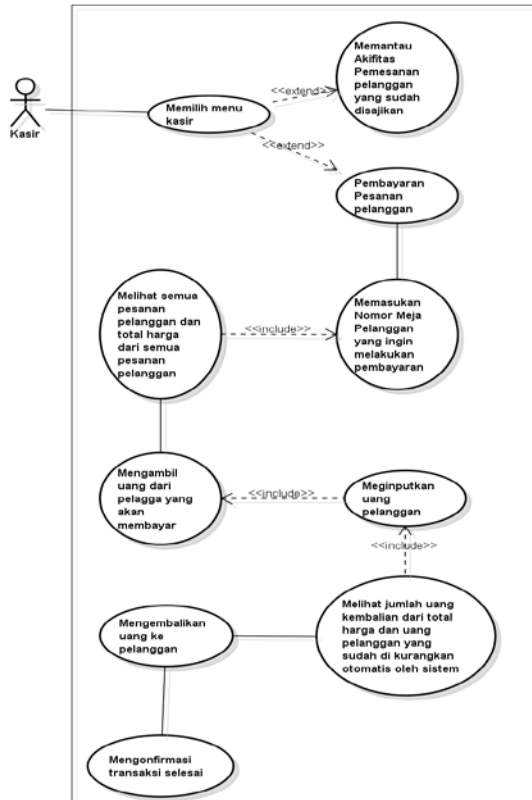 Memantau
Akifitas
Pemesanan
pelanggan
yang sudah
disajikan
<<extend>>
Memilih menu
kasir
Kasir
<<extend>>
Pembayaran
Pesanan
pelanggan
Melihat semua
pesanan
pelanggan dan
total harga
dari semua
pesanan
pelanggan
<<include>>
Memasukan
Nomor Meja
Pelanggan
yang ingin
melakukan
pembayaran
Mengambil
uang dari
pelagga yang
akan
membayar
<<include>>
Meginputkan
uang
pelanggan
<<include>>
Melihat jumlah uang
kembalian dari total
harga dan uang
pelanggan yang
sudah di kurangkan
otomatis oleh sistem
Mengembalikan
uang ke
pelanggan
Mengonfirmasi
transaksi selesai